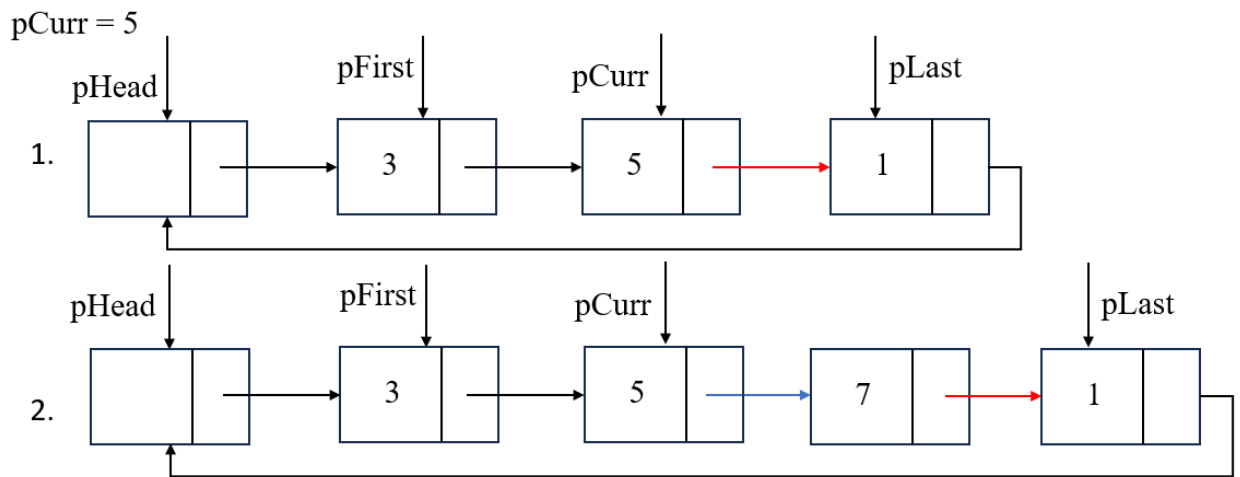 pCurr = 5
pHead pFirst pCurr pLast
1. 3 5 1
pHead pFirst pCurr pLast
2. 3 5 7 1